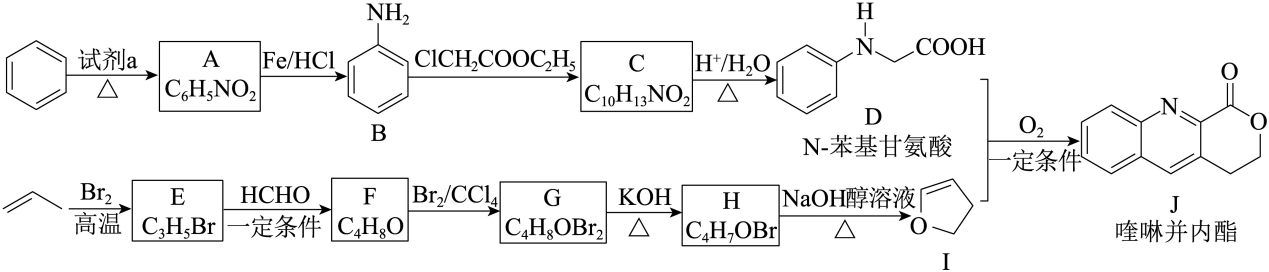 试剂a
△
A
C₆H₅NO₂
Fe/HCl
NH₂
B
ClCH₂COOC₂H₅
C
C₁₀H₁₃NO₂
H⁺/H₂O
△
H
N
COOH
D
N-苯基甘氨酸
Br₂
高温
E
C₃H₅Br
HCHO
一定条件
F
C₄H₈O
Br₂/CCl₄
G
C₄H₈OBr₂
KOH
△
H
C₄H₇OBr
NaOH醇溶液
△
O
I
O₂
一定条件
N
O
O
J
喹啉并内酯